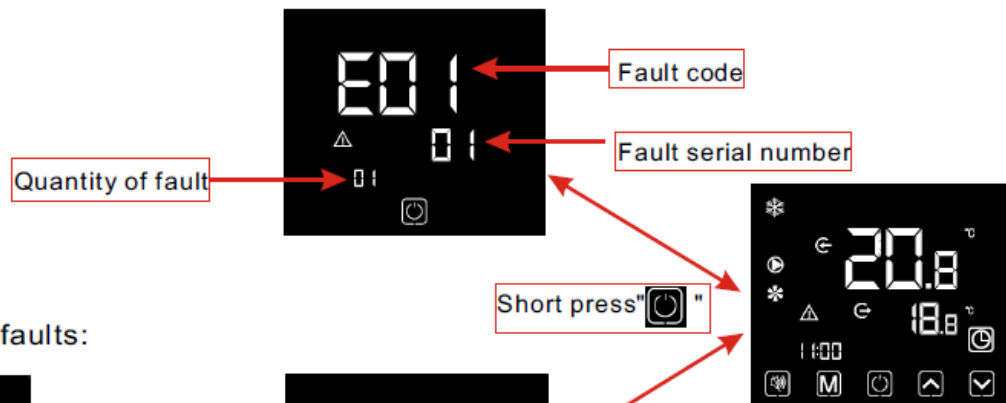 E01
Fault code
01
Fault serial number
Quantity of fault
01
20.8 °C
Short press" "
18.8 °C
faults:
11:00
M